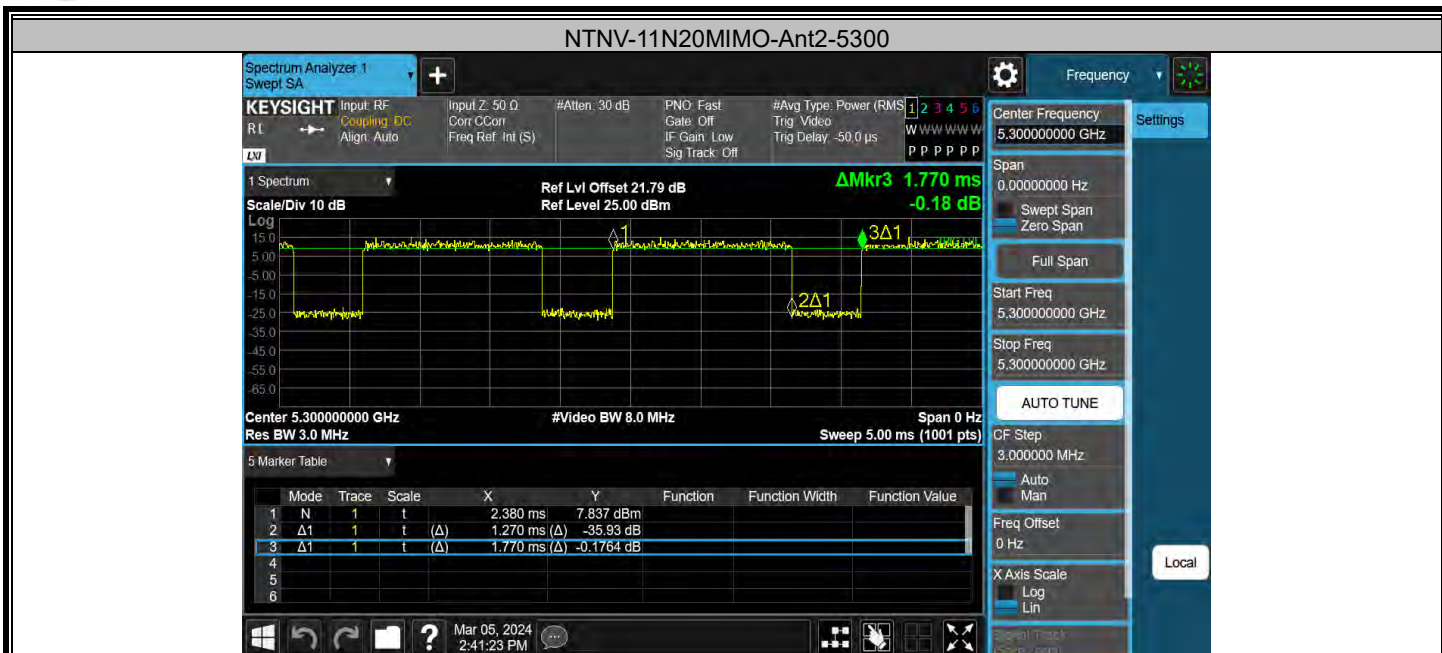 NTNV-11N20MIMO-Ant2-5300
Spectrum Analyzer 1
Swept SA
Frequency
KEYSIGHT
RL
LXI
Input: RF
Coupling: DC
Align: Auto
Input Z: 50 Ω
Corr CCorr
Freq Ref: Int (S)
#Atten: 30 dB
PNO: Fast
Gate: Off
IF Gain: Low
Sig Track: Off
#Avg Type: Power (RMS
Trig: Video
Trig Delay: -50.0 µs
1 2 3 4 5 6
W W W W W W
P P P P P P
1 Spectrum
Scale/Div 10 dB
Ref Lvl Offset 21.79 dB
Ref Level 25.00 dBm
ΔMkr3 1.770 ms
-0.18 dB
Log
15.0
5.00
-5.00
-15.0
-25.0
-35.0
-45.0
-55.0
-65.0
1
2Δ1
3Δ1
Center 5.300000000 GHz
#Video BW 8.0 MHz
Span 0 Hz
Res BW 3.0 MHz
Sweep 5.00 ms (1001 pts)
5 Marker Table
Mode Trace Scale X Y Function Function Width Function Value
1 N 1 t 2.380 ms 7.837 dBm
2 Δ1 1 t (Δ) 1.270 ms (Δ) -35.93 dB
3 Δ1 1 t (Δ) 1.770 ms (Δ) -0.1764 dB
4
5
6
Mar 05, 2024
2:41:23 PM
Center Frequency
5.300000000 GHz
Settings
Span
0.00000000 Hz
Swept Span
Zero Span
Full Span
Start Freq
5.300000000 GHz
Stop Freq
5.300000000 GHz
AUTO TUNE
CF Step
3.000000 MHz
Auto
Man
Freq Offset
0 Hz
X Axis Scale
Log
Lin
Local
Signal Track